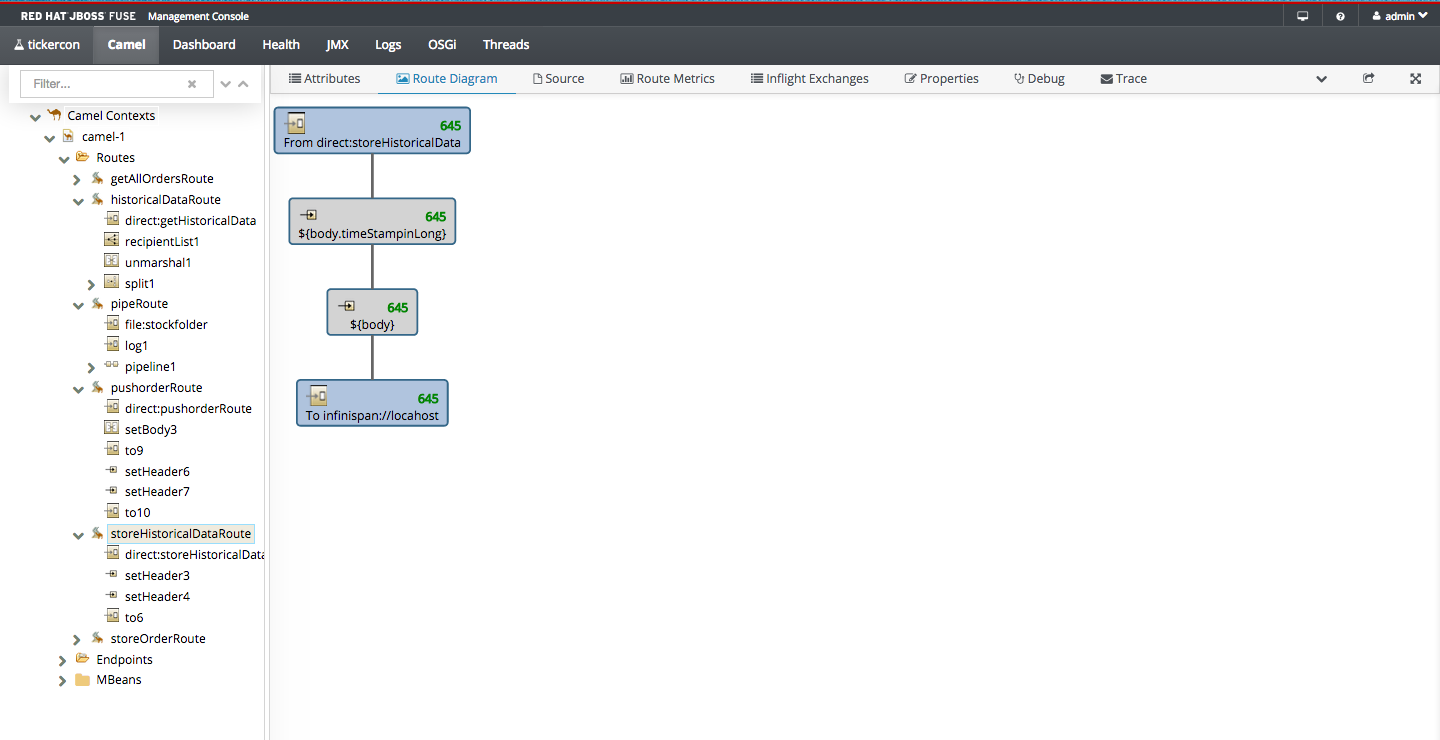 RED HAT JBOSS FUSE Management Console
admin
tickercon Camel Dashboard Health JMX Logs OSGi Threads
Filter...
Attributes Route Diagram Source Route Metrics Inflight Exchanges Properties Debug Trace
Camel Contexts
camel-1
Routes
getAllOrdersRoute
historicalDataRoute
direct:getHistoricalData
recipientList1
unmarshal1
split1
pipeRoute
file:stockfolder
log1
pipeline1
pushorderRoute
direct:pushorderRoute
setBody3
to9
setHeader6
setHeader7
to10
storeHistoricalDataRoute
direct:storeHistoricalData
setHeader3
setHeader4
to6
storeOrderRoute
Endpoints
MBeans
645
From direct:storeHistoricalData
645
${body.timeStampinLong}
645
${body}
645
To infinispan://locahost